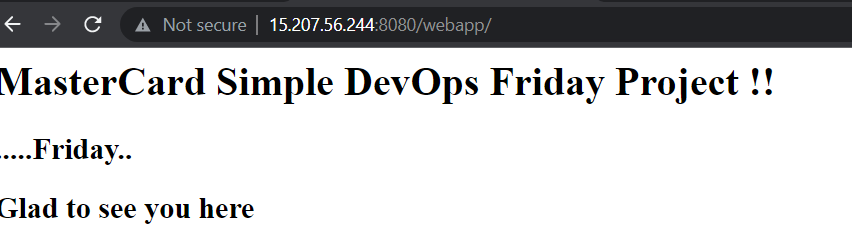 Not secure | 15.207.56.244:8080/webapp/
MasterCard Simple DevOps Friday Project !!
.....Friday..
Glad to see you here